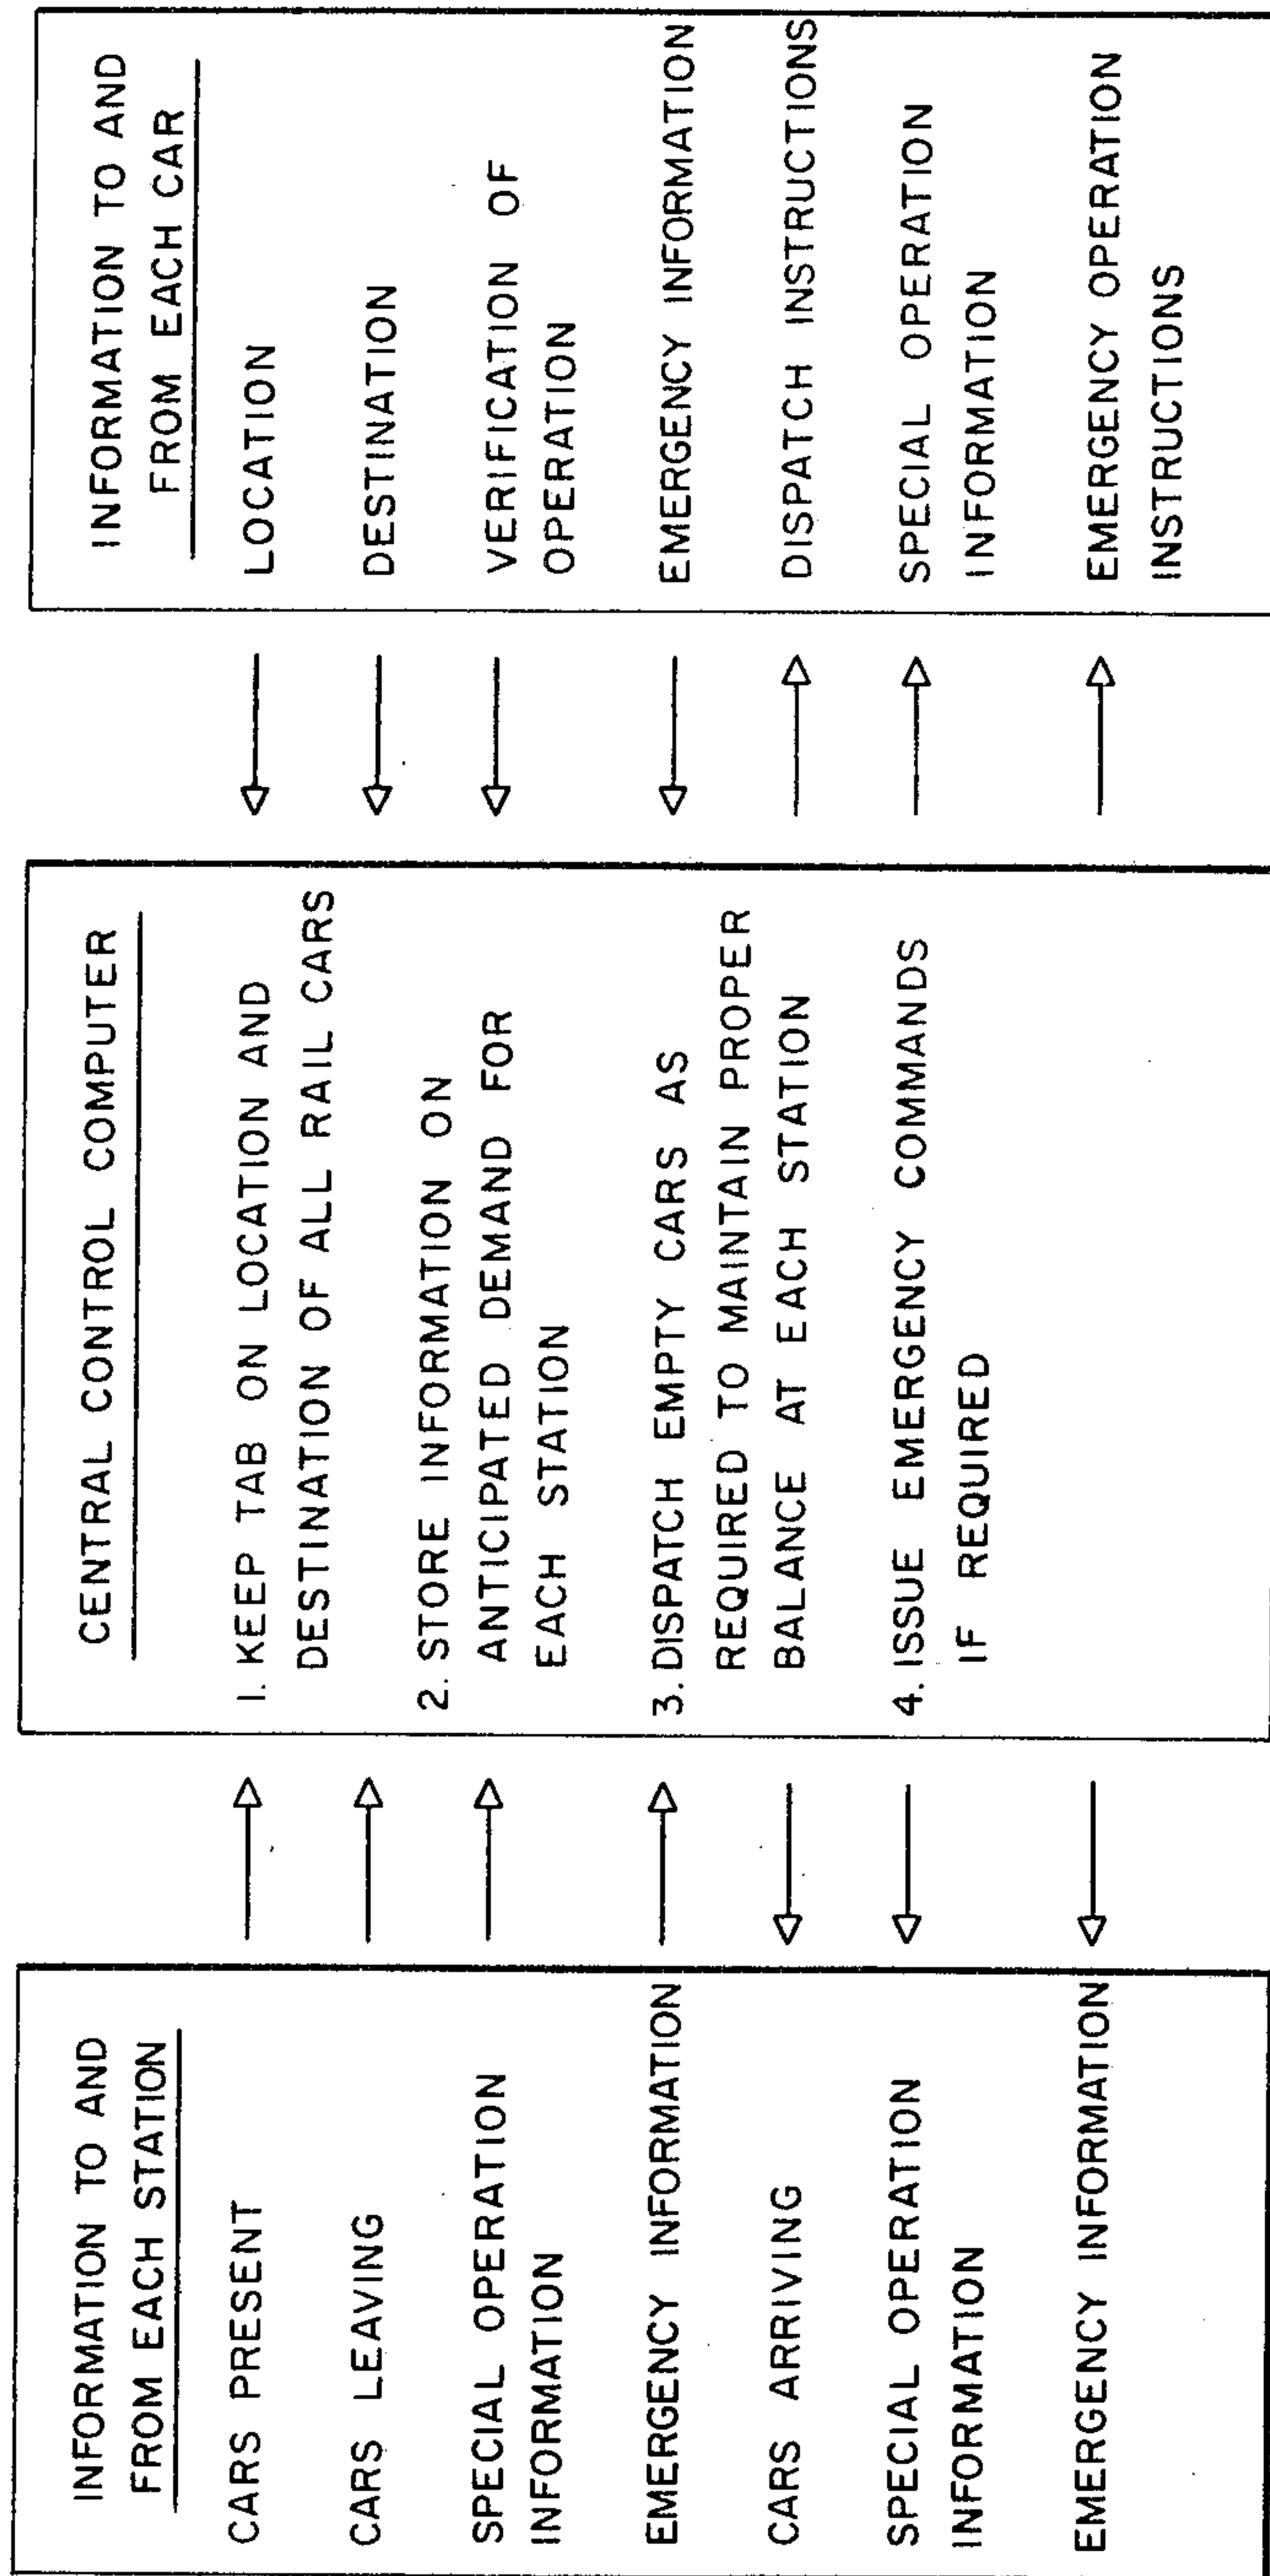 INFORMATION TO AND
FROM EACH STATION
CARS PRESENT
CARS LEAVING
SPECIAL OPERATION
INFORMATION
EMERGENCY INFORMATION
CARS ARRIVING
SPECIAL OPERATION
INFORMATION
EMERGENCY INFORMATION
CENTRAL CONTROL COMPUTER
1. KEEP TAB ON LOCATION AND
DESTINATION OF ALL RAIL CARS
2. STORE INFORMATION ON
ANTICIPATED DEMAND FOR
EACH STATION
3. DISPATCH EMPTY CARS AS
REQUIRED TO MAINTAIN PROPER
BALANCE AT EACH STATION
4. ISSUE EMERGENCY COMMANDS
IF REQUIRED
INFORMATION TO AND
FROM EACH CAR
LOCATION
DESTINATION
VERIFICATION OF
OPERATION
EMERGENCY INFORMATION
DISPATCH INSTRUCTIONS
SPECIAL OPERATION
INFORMATION
EMERGENCY OPERATION
INSTRUCTIONS